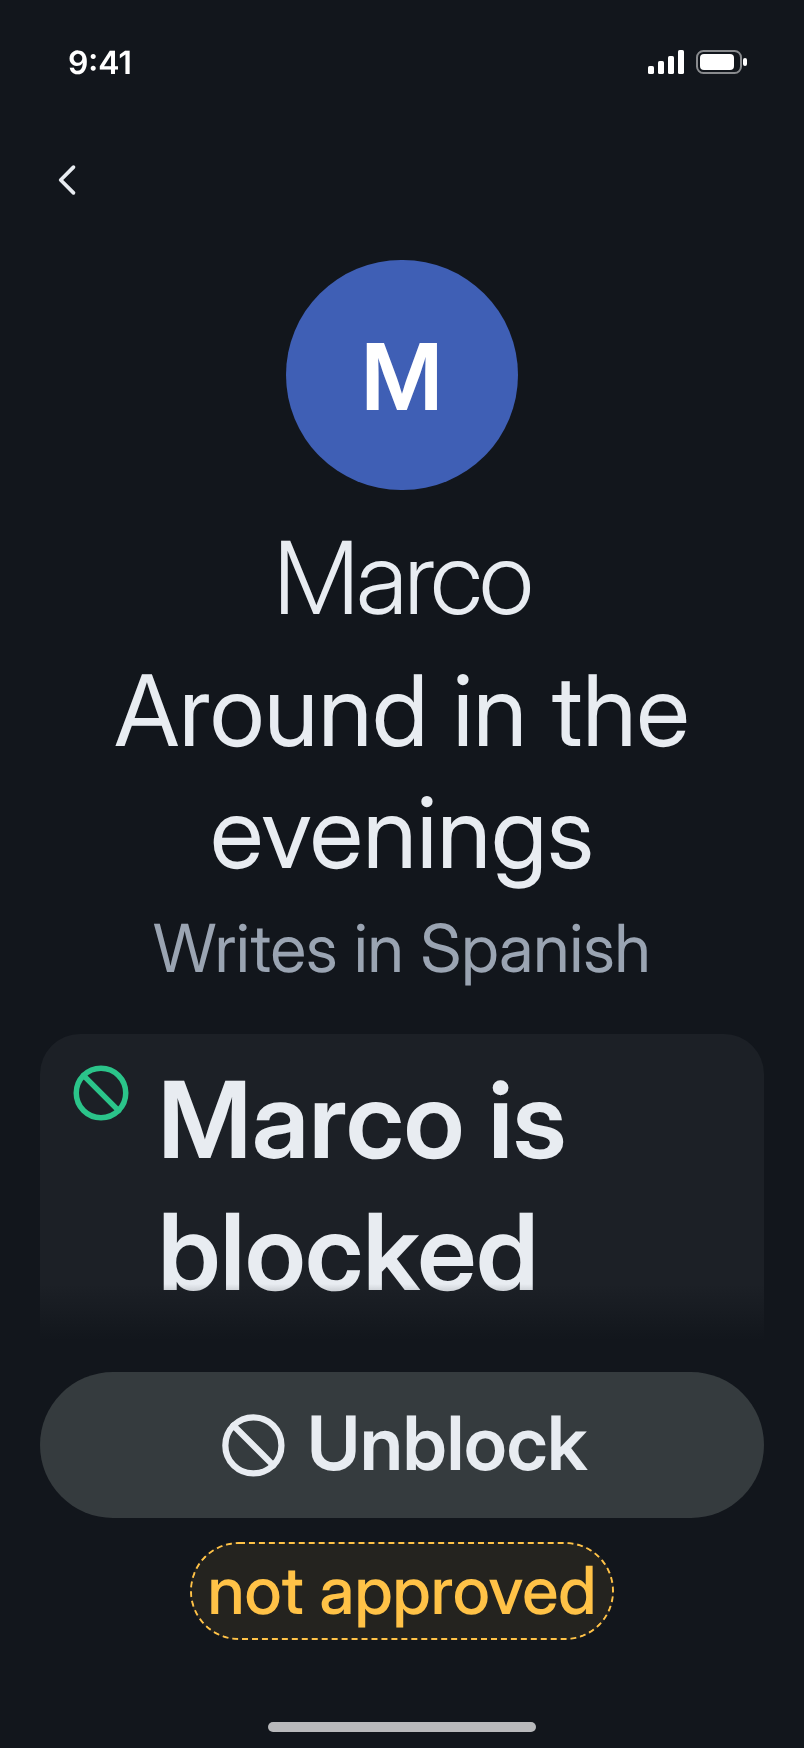 9:41
M
Marco
Around in the
evenings
Writes in Spanish
Marco is
blocked
Unblock
not approved